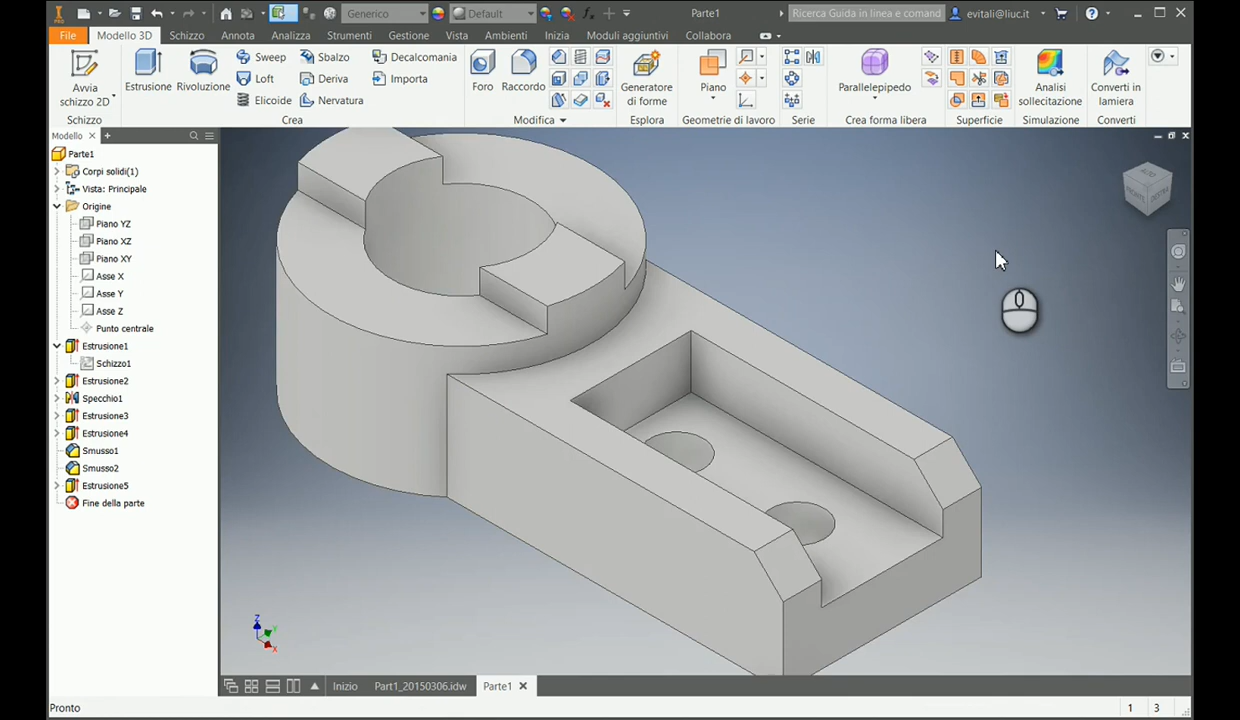 Generico
Default
Parte1
Ricerca Guida in linea e comand
evitali@liuc.it
File
Modello 3D
Schizzo
Annota
Analizza
Strumenti
Gestione
Vista
Ambienti
Inizia
Moduli aggiuntivi
Collabora
Avvia
schizzo 2D
Estrusione
Rivoluzione
Sweep
Loft
Elicoide
Sbalzo
Deriva
Nervatura
Decalcomania
Importa
Foro
Raccordo
Generatore
di forme
Piano
Parallelepipedo
Analisi
sollecitazione
Converti in
lamiera
Schizzo
Crea
Modifica
Esplora
Geometrie di lavoro
Serie
Crea forma libera
Superficie
Simulazione
Converti
Modello
Parte1
Corpi solidi(1)
Vista: Principale
Origine
Piano YZ
Piano XZ
Piano XY
Asse X
Asse Y
Asse Z
Punto centrale
Estrusione1
Schizzo1
Estrusione2
Specchio1
Estrusione3
Estrusione4
Smusso1
Smusso2
Estrusione5
Fine della parte
Z
Y
X
Inizio
Part1_20150306.idw
Parte1
Pronto
1
3